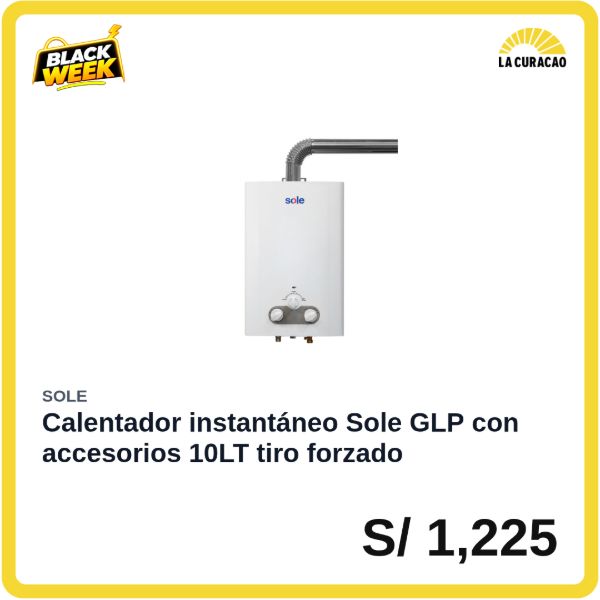 BLACK
WEEK
LA CURACAO
sole
SOLE
Calentador instantáneo Sole GLP con
accesorios 10LT tiro forzado
S/ 1,225